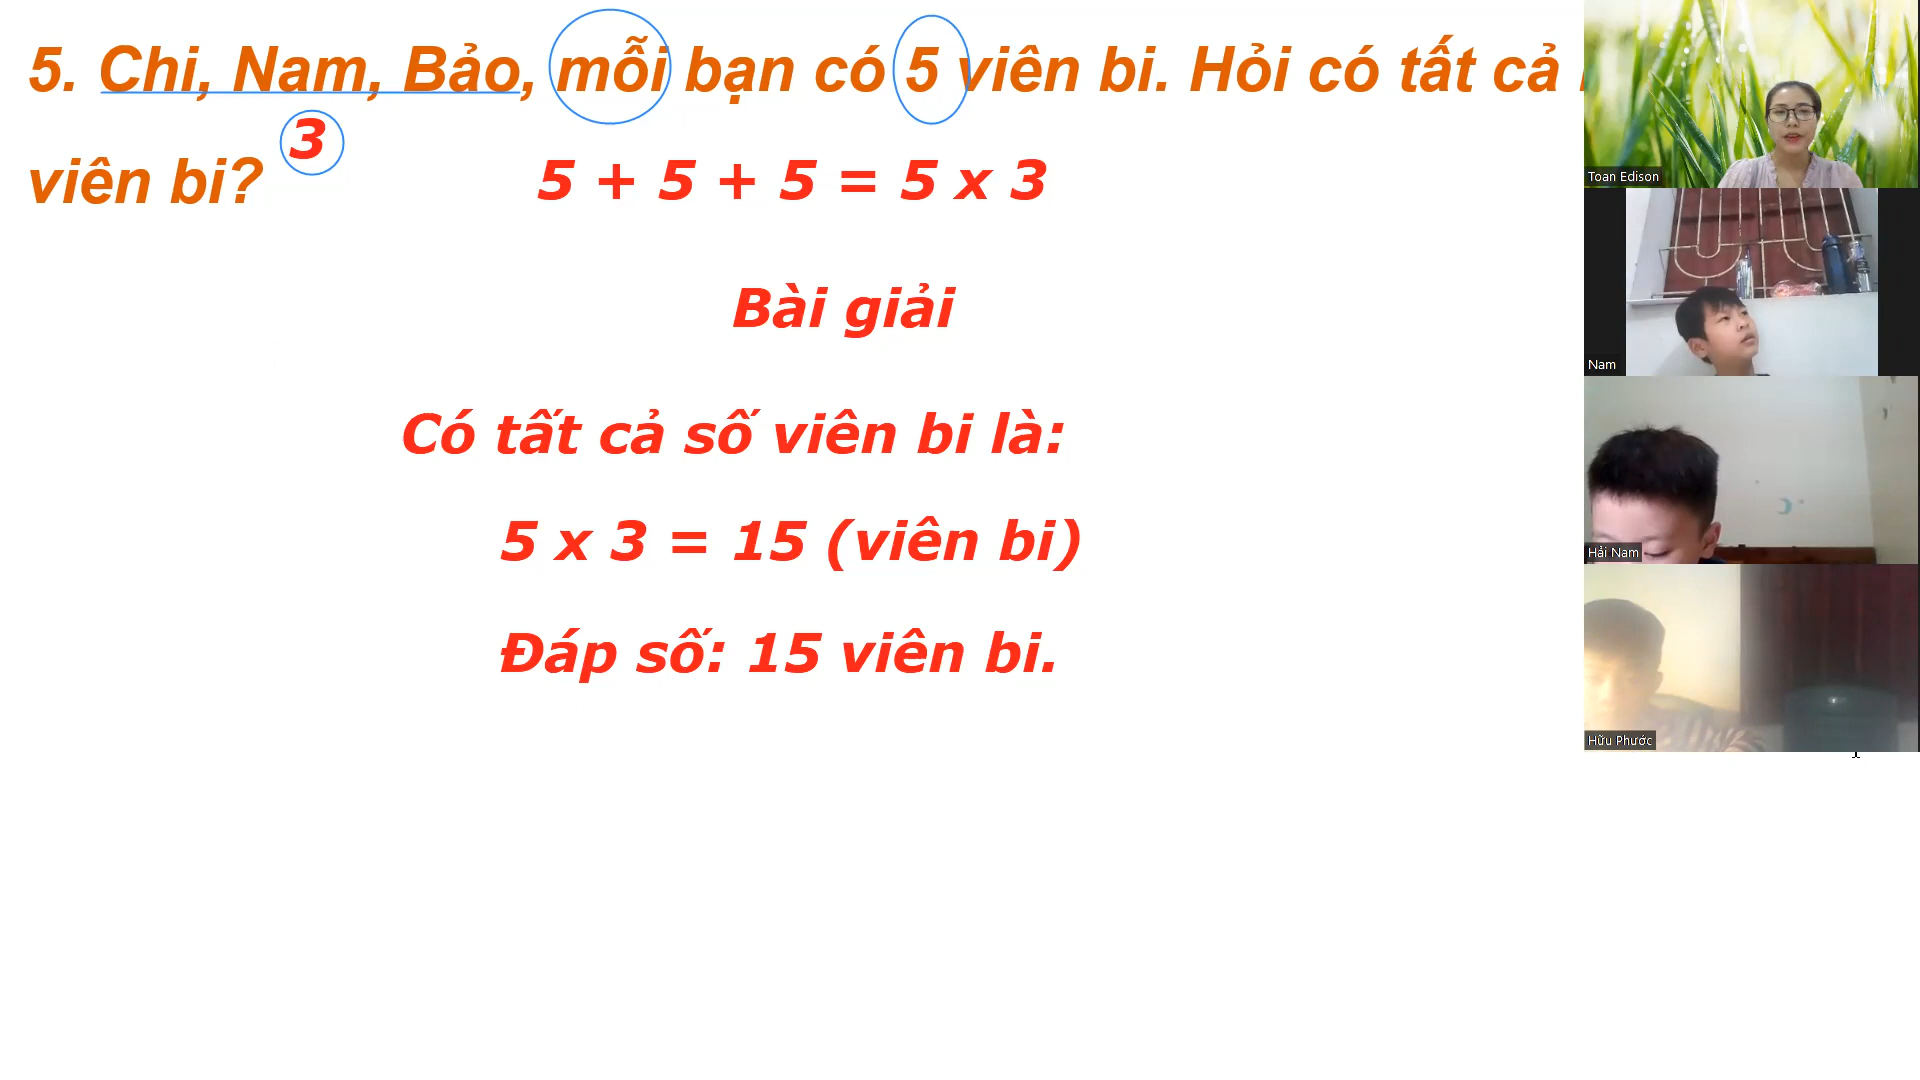 5. Chi, Nam, Bảo, mỗi bạn có 5 viên bi. Hỏi có tất cả
viên bi?
3
5 + 5 + 5 = 5 x 3
Bài giải
Có tất cả số viên bi là:
5 x 3 = 15 (viên bi)
Đáp số: 15 viên bi.
Toan Edison
Nam
Hải Nam
Hữu Phước